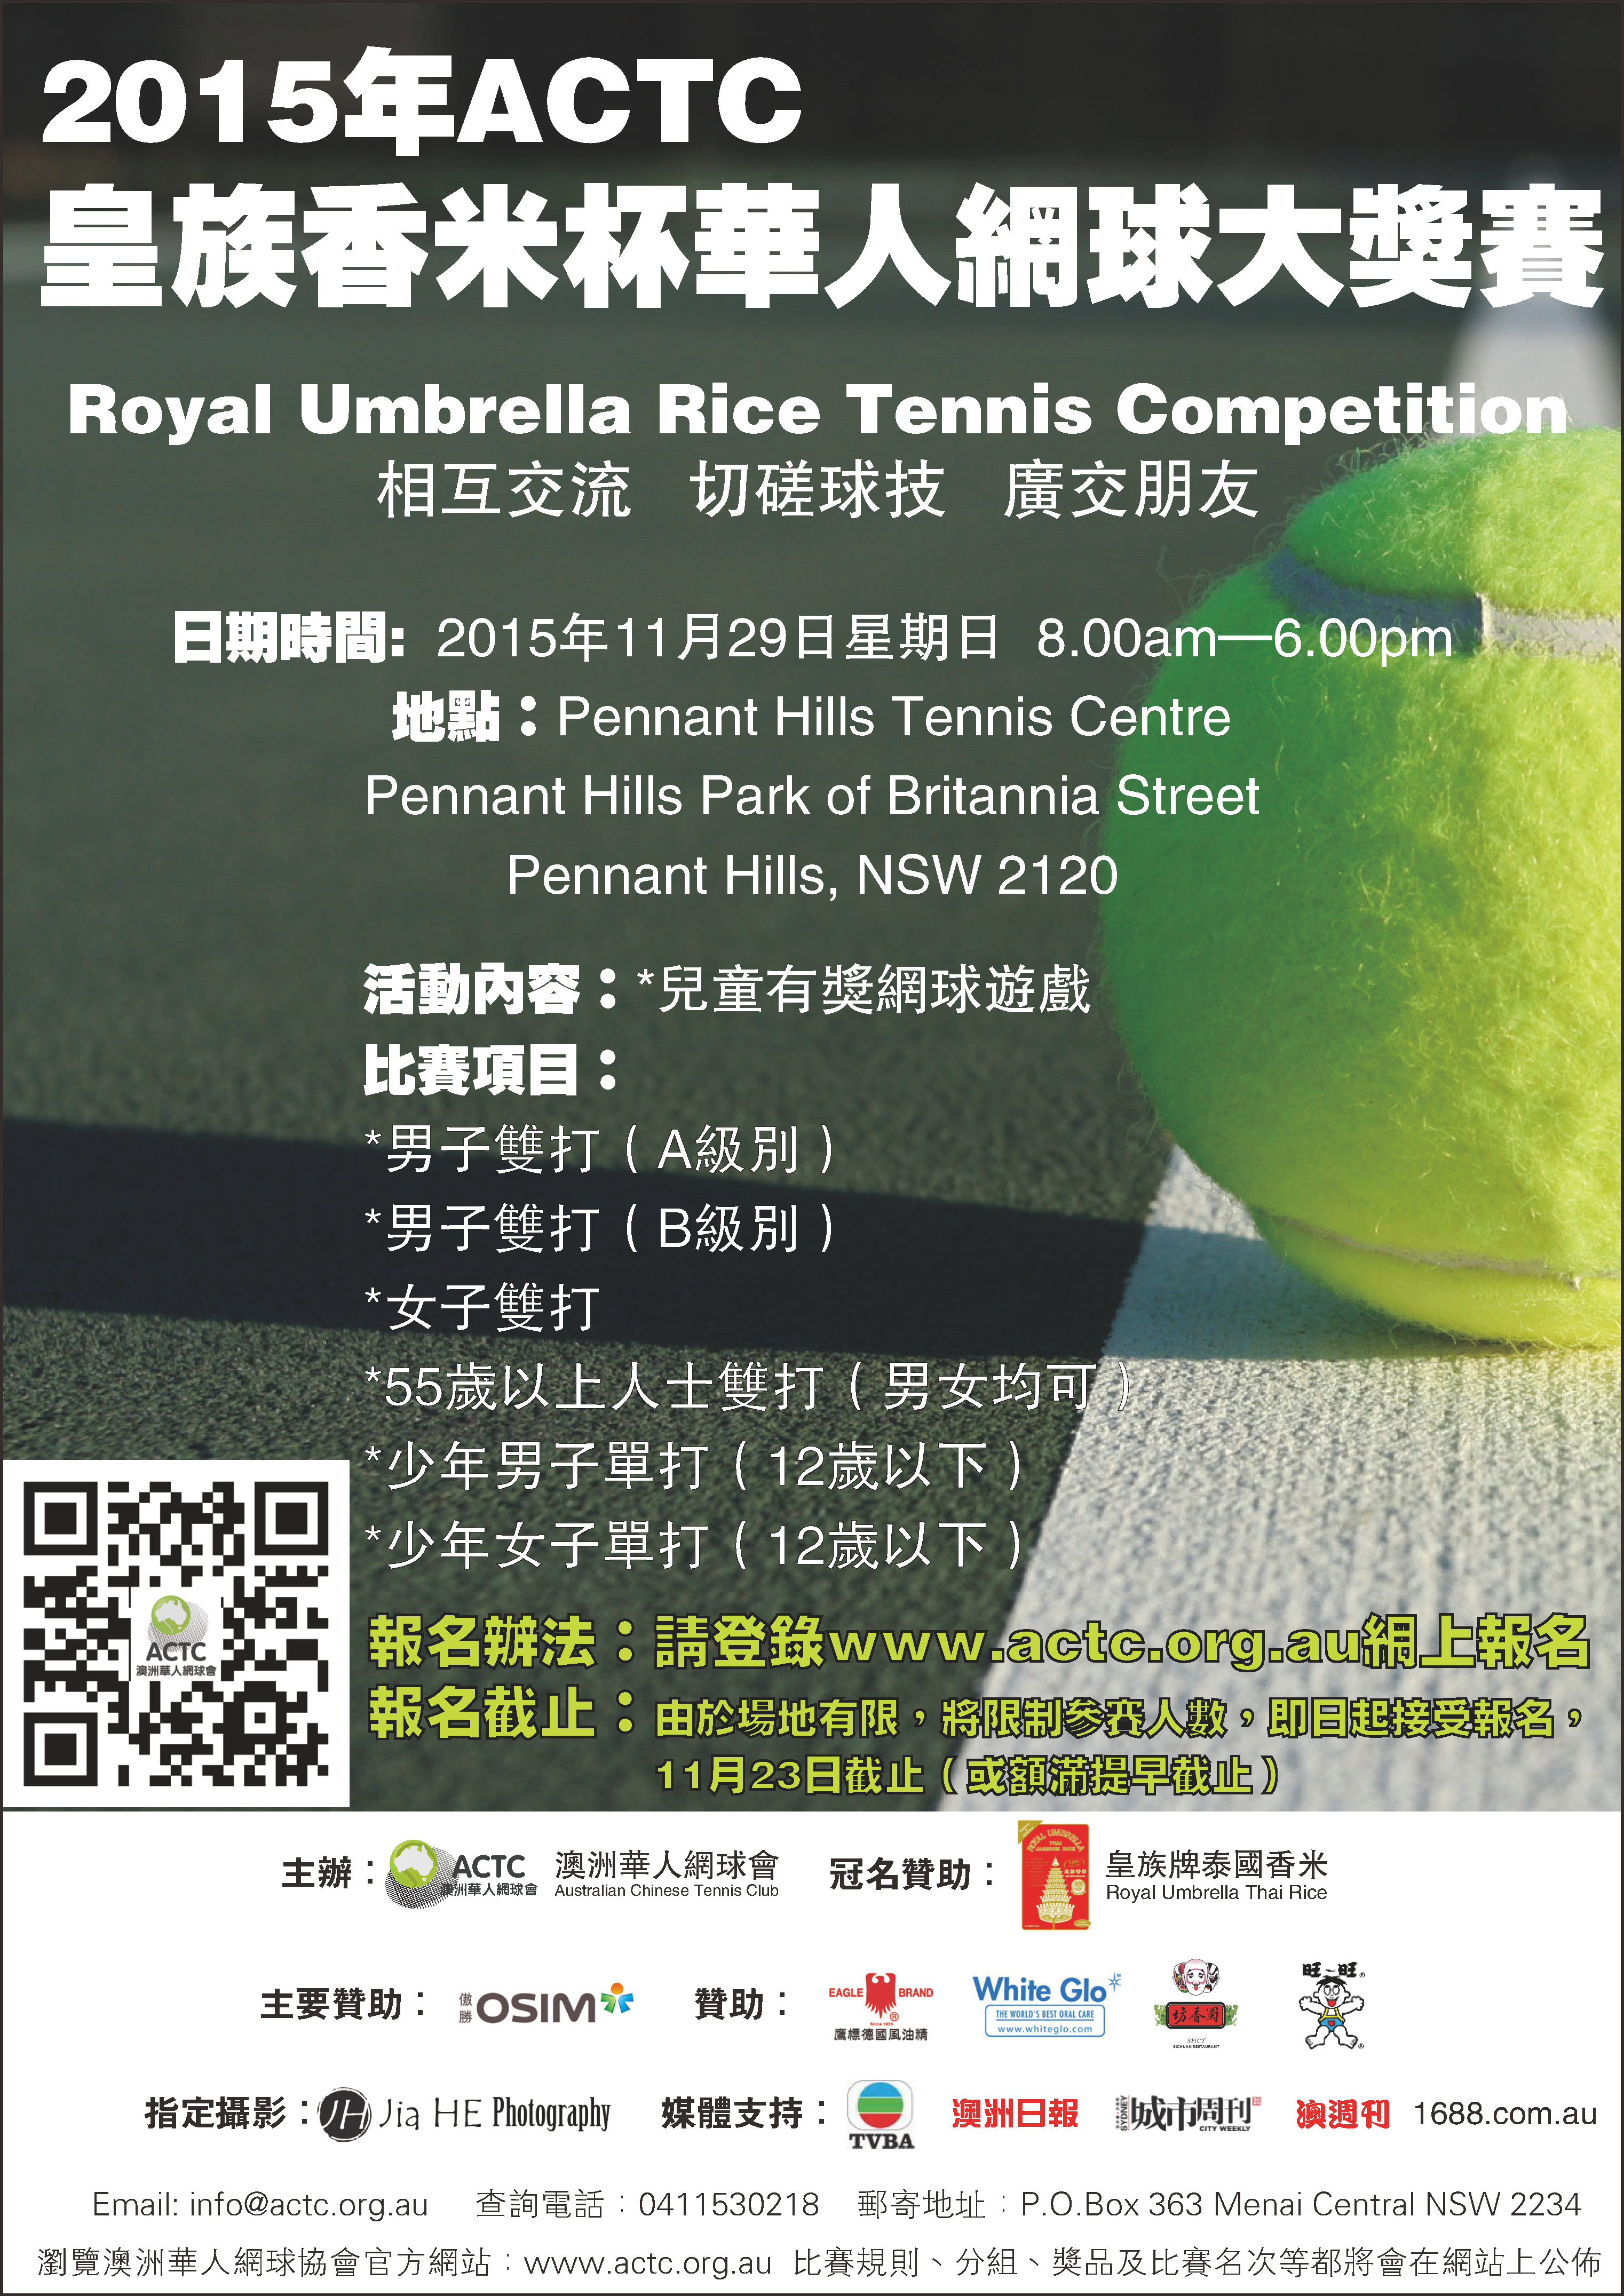 2015年ACTC
皇族香米杯華人網球大獎賽
Royal Umbrella Rice Tennis Competition
相互交流 切磋球技 廣交朋友
日期時間: 2015年11月29日星期日 8.00am—6.00pm
地點：Pennant Hills Tennis Centre
Pennant Hills Park of Britannia Street
Pennant Hills, NSW 2120
活動內容：*兒童有獎網球遊戲
比賽項目：
*男子雙打（A級別）
*男子雙打（B級別）
*女子雙打
*55歲以上人士雙打（男女均可）
*少年男子單打（12歲以下）
*少年女子單打（12歲以下）
ACTC
澳洲華人網球會
報名辦法：請登錄www.actc.org.au網上報名
報名截止：由於場地有限，將限制參賽人數，即日起接受報名，
11月23日截止（或額滿提早截止）
主辦：ACTC 澳洲華人網球會 澳洲華人網球會 Australian Chinese Tennis Club
冠名贊助：ROYAL UMBRELLA THAI JASMINE RICE 皇族牌泰國香米 Royal Umbrella Thai Rice
主要贊助：傲勝 OSIM
贊助：EAGLE BRAND ® Since 1935 鷹標德國風油精
White Glo THE WORLD'S BEST ORAL CARE www.whiteglo.com
坊香蜀 SPICY SICHUAN RESTAURANT
旺旺
指定攝影：JH Jia HE Photography
媒體支持：TVBA 澳洲日報 SYDNEY 城市周刊 CITY WEEKLY 澳週刊 1688.com.au
Email: info@actc.org.au 查詢電話：0411530218 郵寄地址：P.O.Box 363 Menai Central NSW 2234
瀏覽澳洲華人網球協會官方網站：www.actc.org.au 比賽規則、分組、獎品及比賽名次等都將會在網站上公佈